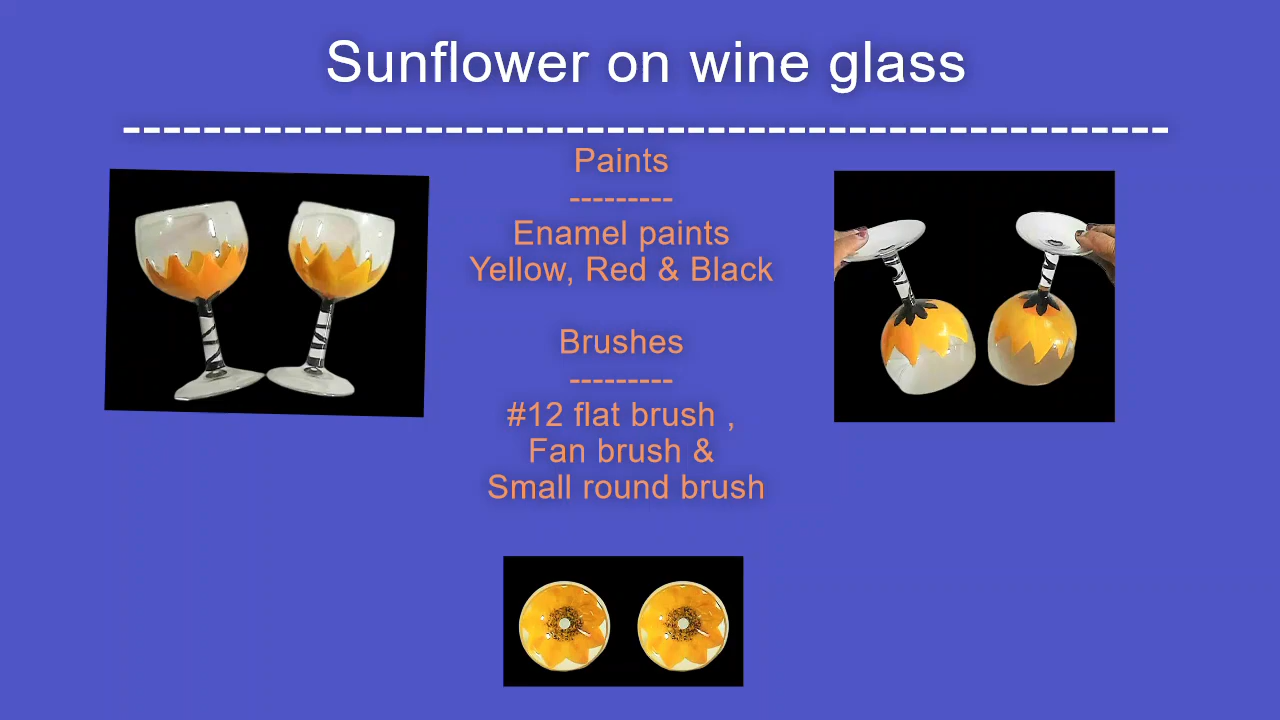 Sunflower on wine glass
----------------------------------------------------
Paints
---------
Enamel paints
Yellow, Red & Black
Brushes
---------
#12 flat brush ,
Fan brush &
Small round brush